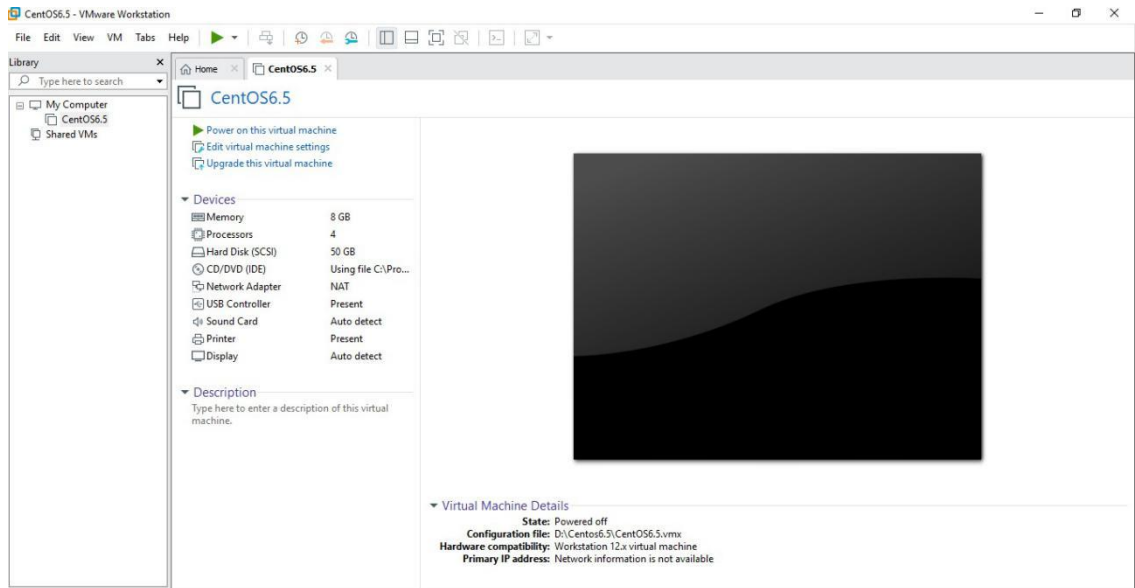 CentOS6.5 - VMware Workstation
File Edit View VM Tabs Help
Library
Type here to search
My Computer
CentOS6.5
Shared VMs
Home
CentOS6.5
CentOS6.5
Power on this virtual machine
Edit virtual machine settings
Upgrade this virtual machine
Devices
Memory 8 GB
Processors 4
Hard Disk (SCSI) 50 GB
CD/DVD (IDE) Using file C:\Pro...
Network Adapter NAT
USB Controller Present
Sound Card Auto detect
Printer Present
Display Auto detect
Description
Type here to enter a description of this virtual
machine.
Virtual Machine Details
State: Powered off
Configuration file: D:\Centos6.5\CentOS6.5.vmx
Hardware compatibility: Workstation 12.x virtual machine
Primary IP address: Network information is not available